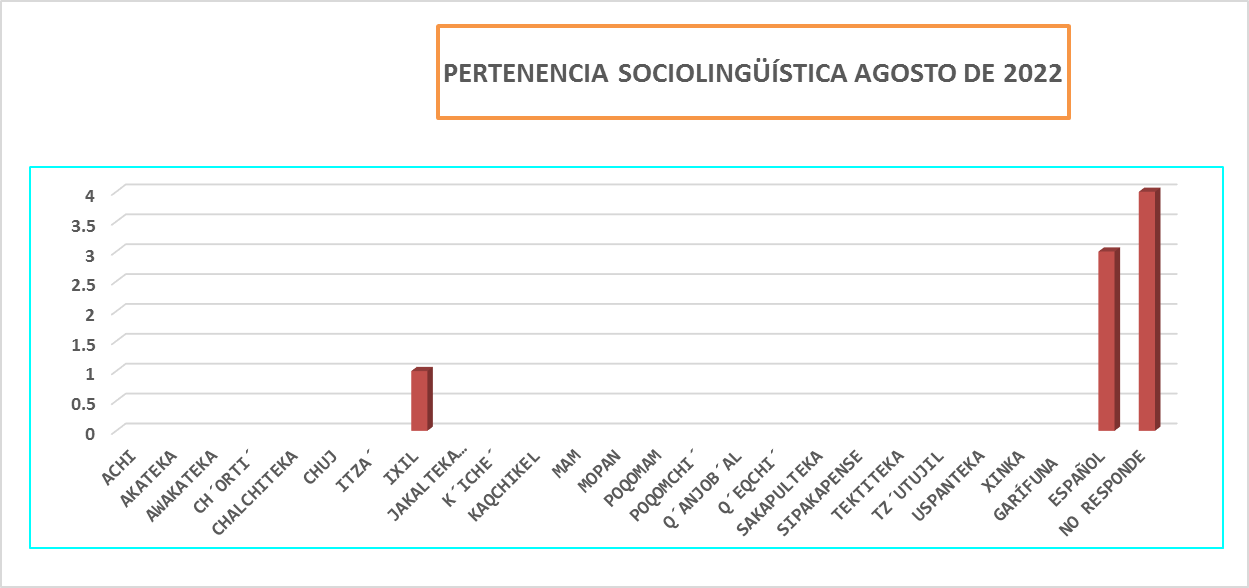 PERTENENCIA SOCIOLINGÜÍSTICA AGOSTO DE 2022
4
3.5
3
2.5
2
1.5
1
0.5
0
ACHI
AKATEKA
AWAKATEKA
CH´ORTI´
CHALCHITEKA
CHUJ
ITZA´
IXIL
JAKALTEKA…
K´ICHE´
KAQCHIKEL
MAM
MOPAN
POQOMAM
POQOMCHI´
Q´ANJOB´AL
Q´EQCHI´
SAKAPULTEKA
SIPAKAPENSE
TEKTITEKA
TZ´UTUJIL
USPANTEKA
XINKA
GARÍFUNA
ESPAÑOL
NO RESPONDE